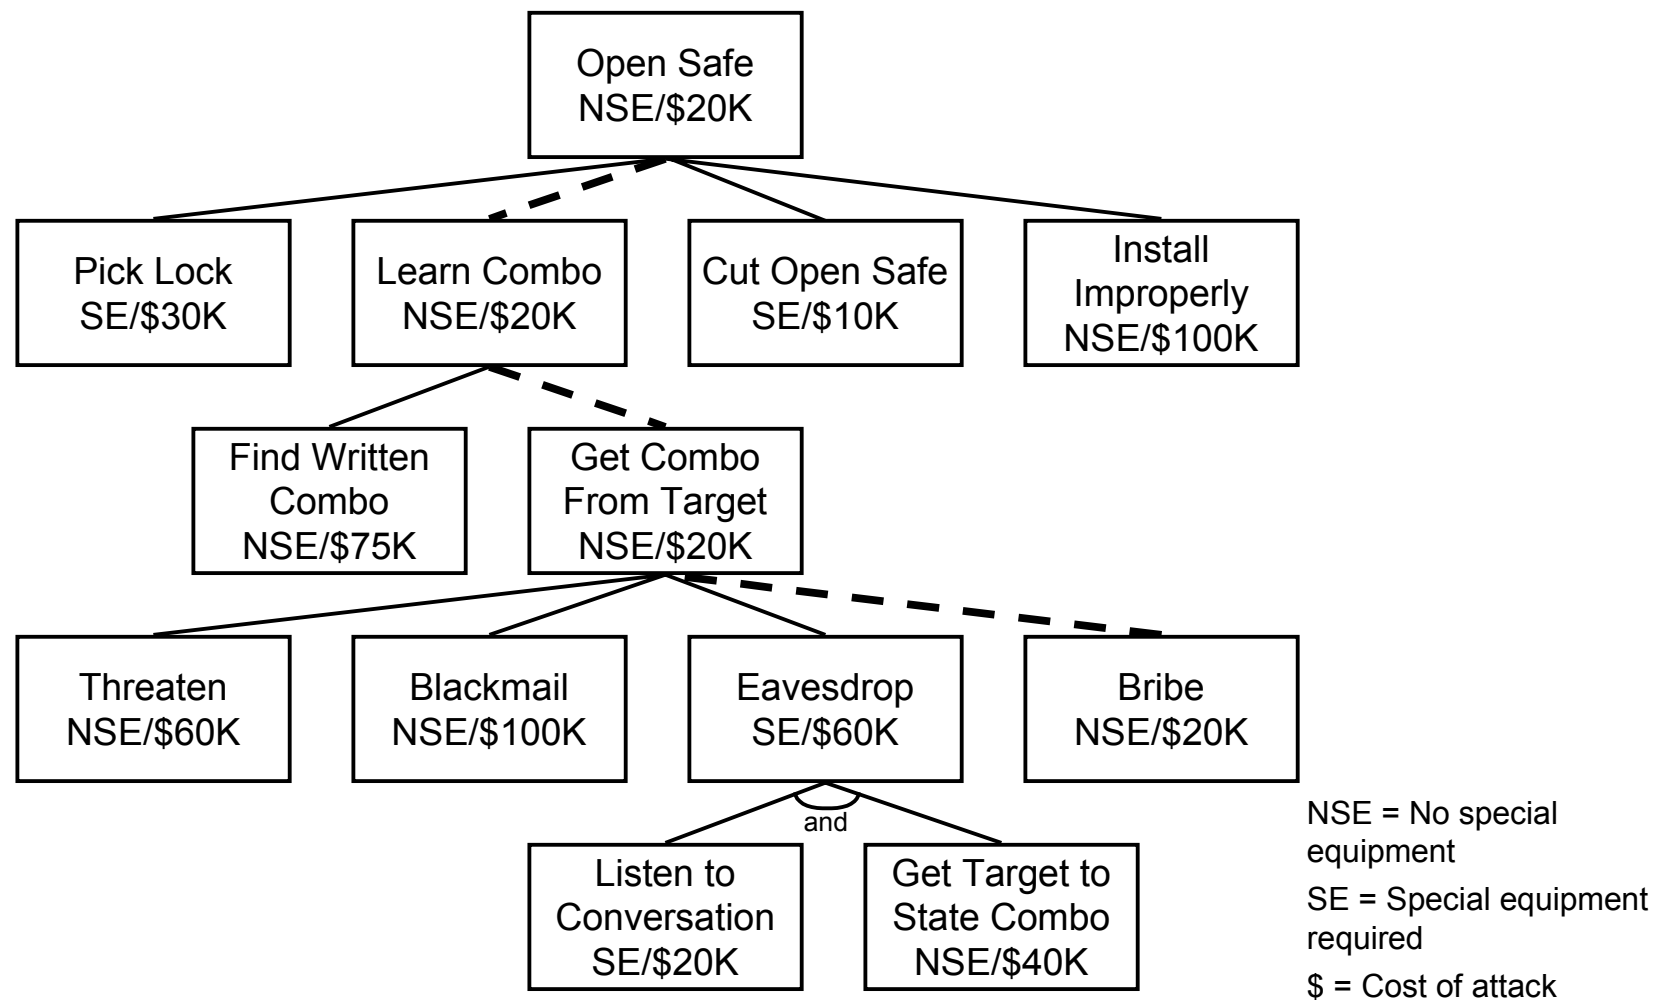 Open Safe
NSE/$20K
Pick Lock
SE/$30K
Learn Combo
NSE/$20K
Cut Open Safe
SE/$10K
Install
Improperly
NSE/$100K
Find Written
Combo
NSE/$75K
Get Combo
From Target
NSE/$20K
Threaten
NSE/$60K
Blackmail
NSE/$100K
Eavesdrop
SE/$60K
Bribe
NSE/$20K
and
Listen to
Conversation
SE/$20K
Get Target to
State Combo
NSE/$40K
NSE = No special
equipment
SE = Special equipment
required
$ = Cost of attack